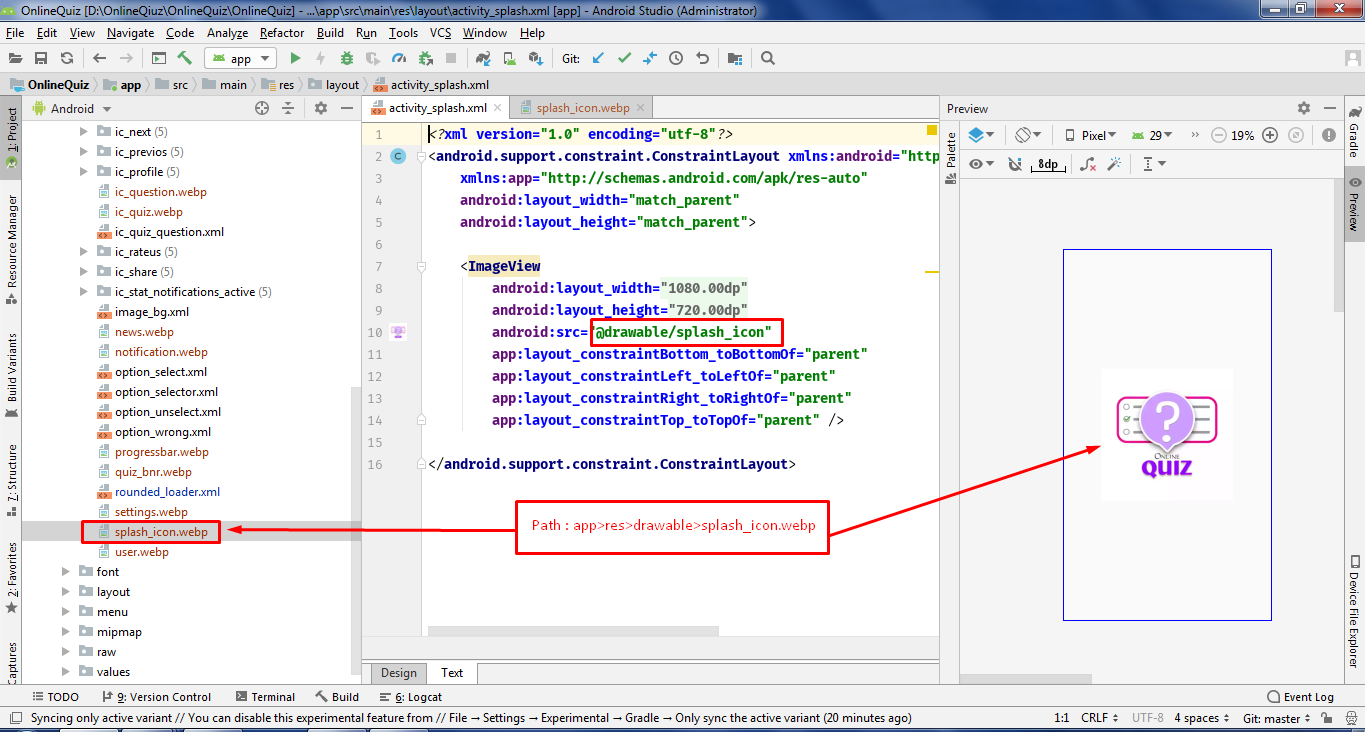 OnlineQuiz [D:\OnlineQiuz\OnlineQuiz\OnlineQuiz] - ...\app\src\main\res\layout\activity_splash.xml [app] - Android Studio (Administrator)
File Edit View Navigate Code Analyze Refactor Build Run Tools VCS Window Help
app Git:
OnlineQuiz app src main res layout activity_splash.xml
1: Project
Resource Manager
Build Variants
7: Structure
2: Favorites
Captures
Android
ic_next (5)
ic_previos (5)
ic_profile (5)
ic_question.webp
ic_quiz.webp
ic_quiz_question.xml
ic_rateus (5)
ic_share (5)
ic_stat_notifications_active (5)
image_bg.xml
news.webp
notification.webp
option_select.xml
option_selector.xml
option_unselect.xml
option_wrong.xml
progressbar.webp
quiz_bnr.webp
rounded_loader.xml
settings.webp
splash_icon.webp
user.webp
font
layout
menu
mipmap
raw
values
activity_splash.xml splash_icon.webp
1 <?xml version="1.0" encoding="utf-8"?>
2 C <android.support.constraint.ConstraintLayout xmlns:android="http
3 xmlns:app="http://schemas.android.com/apk/res-auto"
4 android:layout_width="match_parent"
5 android:layout_height="match_parent">
6
7 <ImageView
8 android:layout_width="1080.00dp"
9 android:layout_height="720.00dp"
10 android:src="@drawable/splash_icon"
11 app:layout_constraintBottom_toBottomOf="parent"
12 app:layout_constraintLeft_toLeftOf="parent"
13 app:layout_constraintRight_toRightOf="parent"
14 app:layout_constraintTop_toTopOf="parent" />
15
16 </android.support.constraint.ConstraintLayout>
Path : app>res>drawable>splash_icon.webp
Design Text
Preview
Palette
Pixel 29 19%
8dp
?
ONLINE
QUIZ
Gradle
Preview
Device File Explorer
TODO 9: Version Control Terminal Build 6: Logcat Event Log
Syncing only active variant // You can disable this experimental feature from // File → Settings → Experimental → Gradle → Only sync the active variant (20 minutes ago) 1:1 CRLF UTF-8 4 spaces Git: master